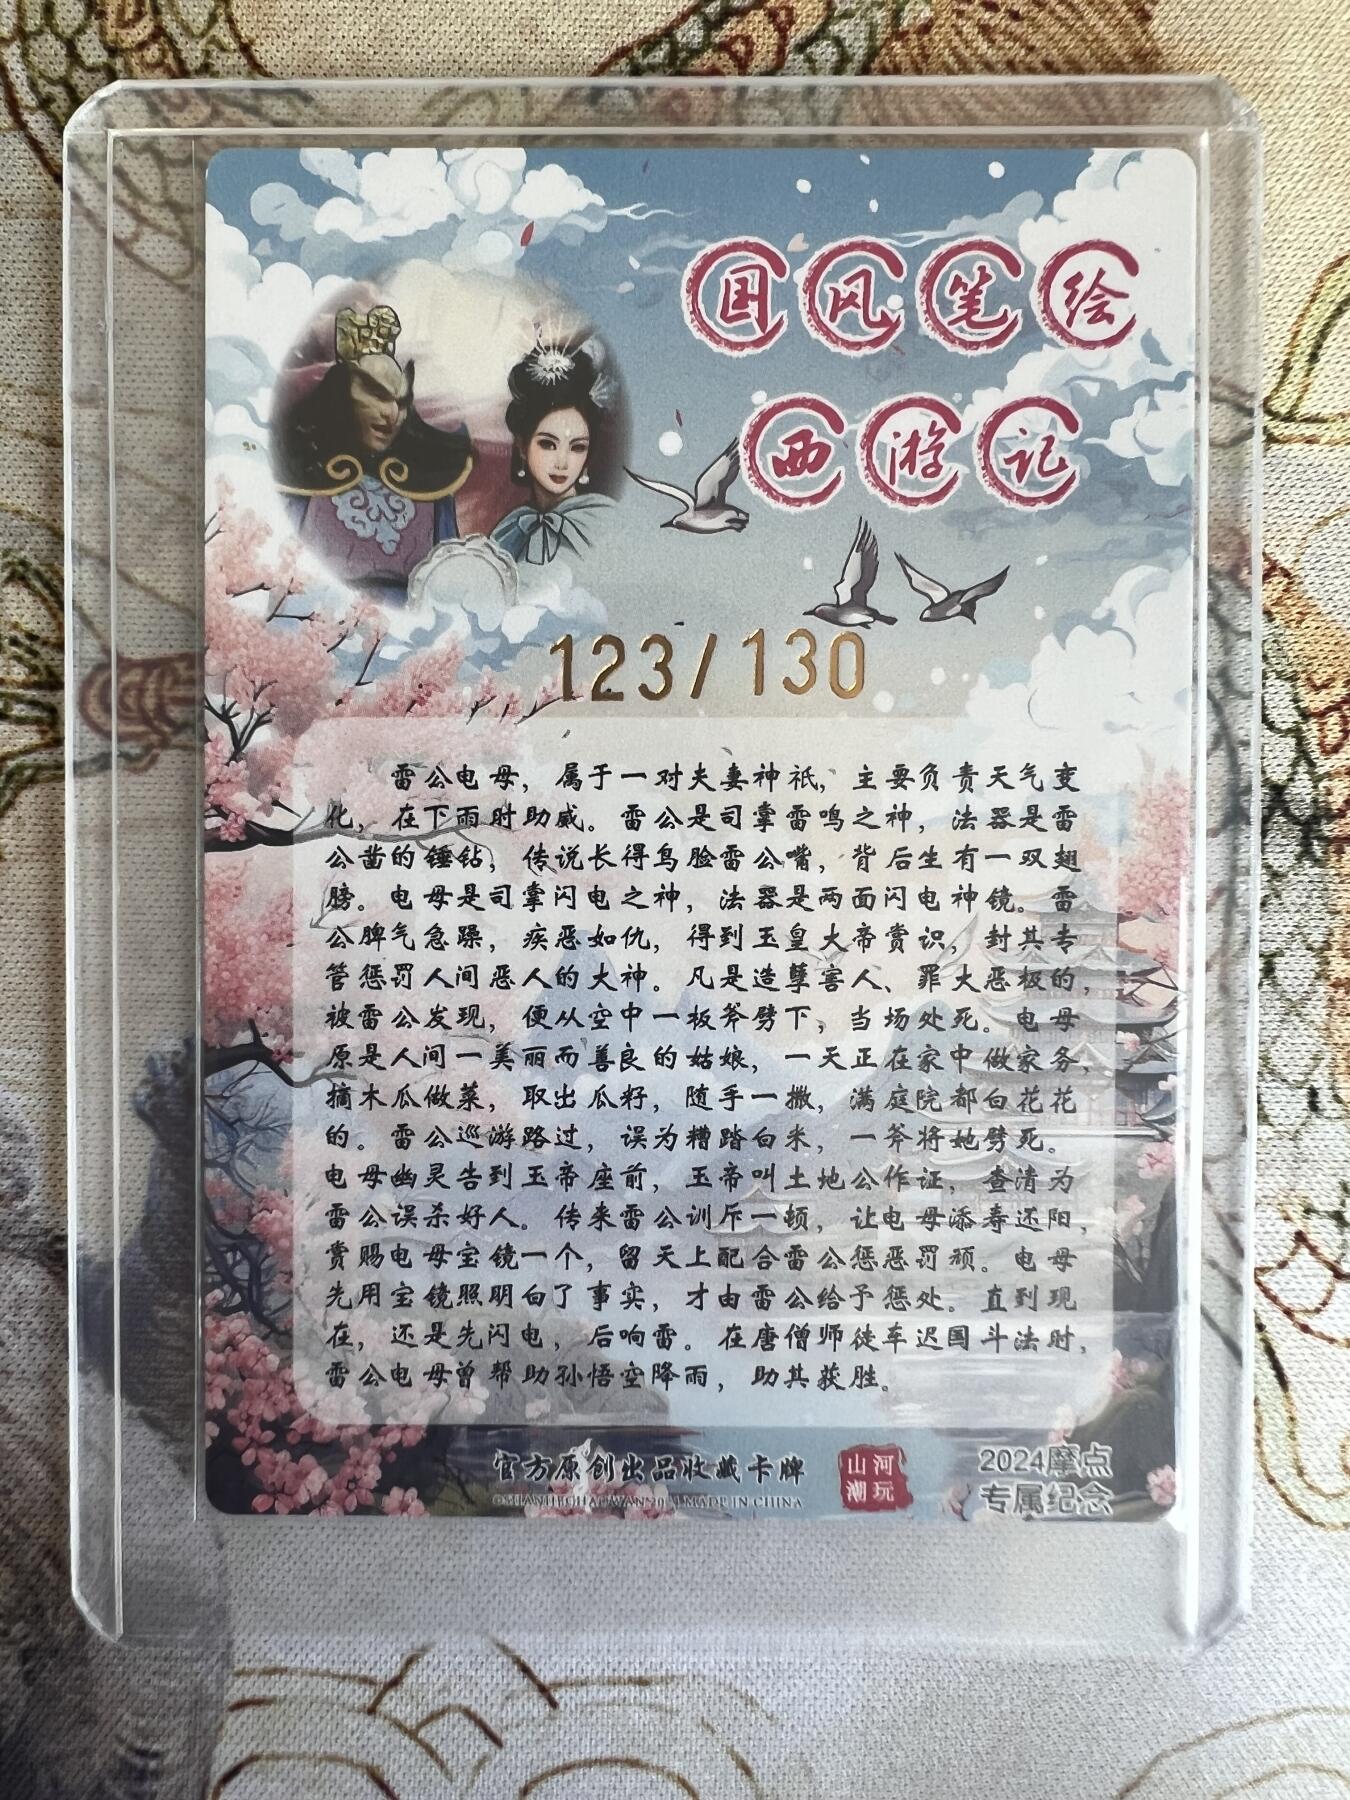 国风笔绘
西游记
123/130
雷公电母，属于一对夫妻神祇，主要负责天气变
化，在下雨时助威。雷公是司掌雷鸣之神，法器是雷
公凿的锤钻，传说长得鸟脸雷公嘴，背后生有一双翅
膀。电母是司掌闪电之神，法器是两面闪电神镜。雷
公脾气急躁，疾恶如仇，得到玉皇大帝赏识，封其专
管惩罚人间恶人的大神。凡是造孽害人、罪大恶极的，
被雷公发现，便从空中一板斧劈下，当场处死。电母
原是人间一美丽而善良的姑娘，一天正在家中做家务，
摘木瓜做菜，取出瓜籽，随手一撒，满庭院都白花花
的。雷公巡游路过，误为糟踏白米，一斧将她劈死。
电母幽灵告到玉帝座前，玉帝叫土地公作证，查清为
雷公误杀好人。传来雷公训斥一顿，让电母添寿还阳，
赏赐电母宝镜一个，留天上配合雷公惩恶罚顽。电母
先用宝镜照明白了事实，才由雷公给予惩处。直到现
在，还是先闪电，后响雷。在唐僧师徒车迟国斗法时，
雷公电母曾帮助孙悟空降雨，助其获胜。
官方原创出品收藏卡牌
MADE IN CHINA
山河
潮玩
2024摩点
专属纪念